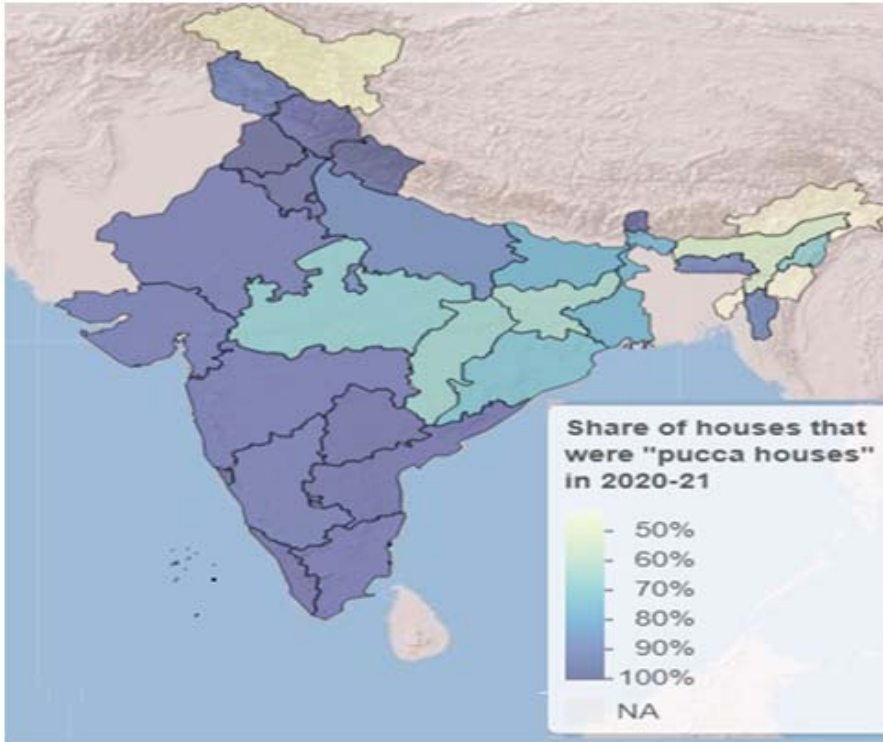 Share of houses that
were "pucca houses"
in 2020-21
50%
60%
70%
80%
90%
100%
NA